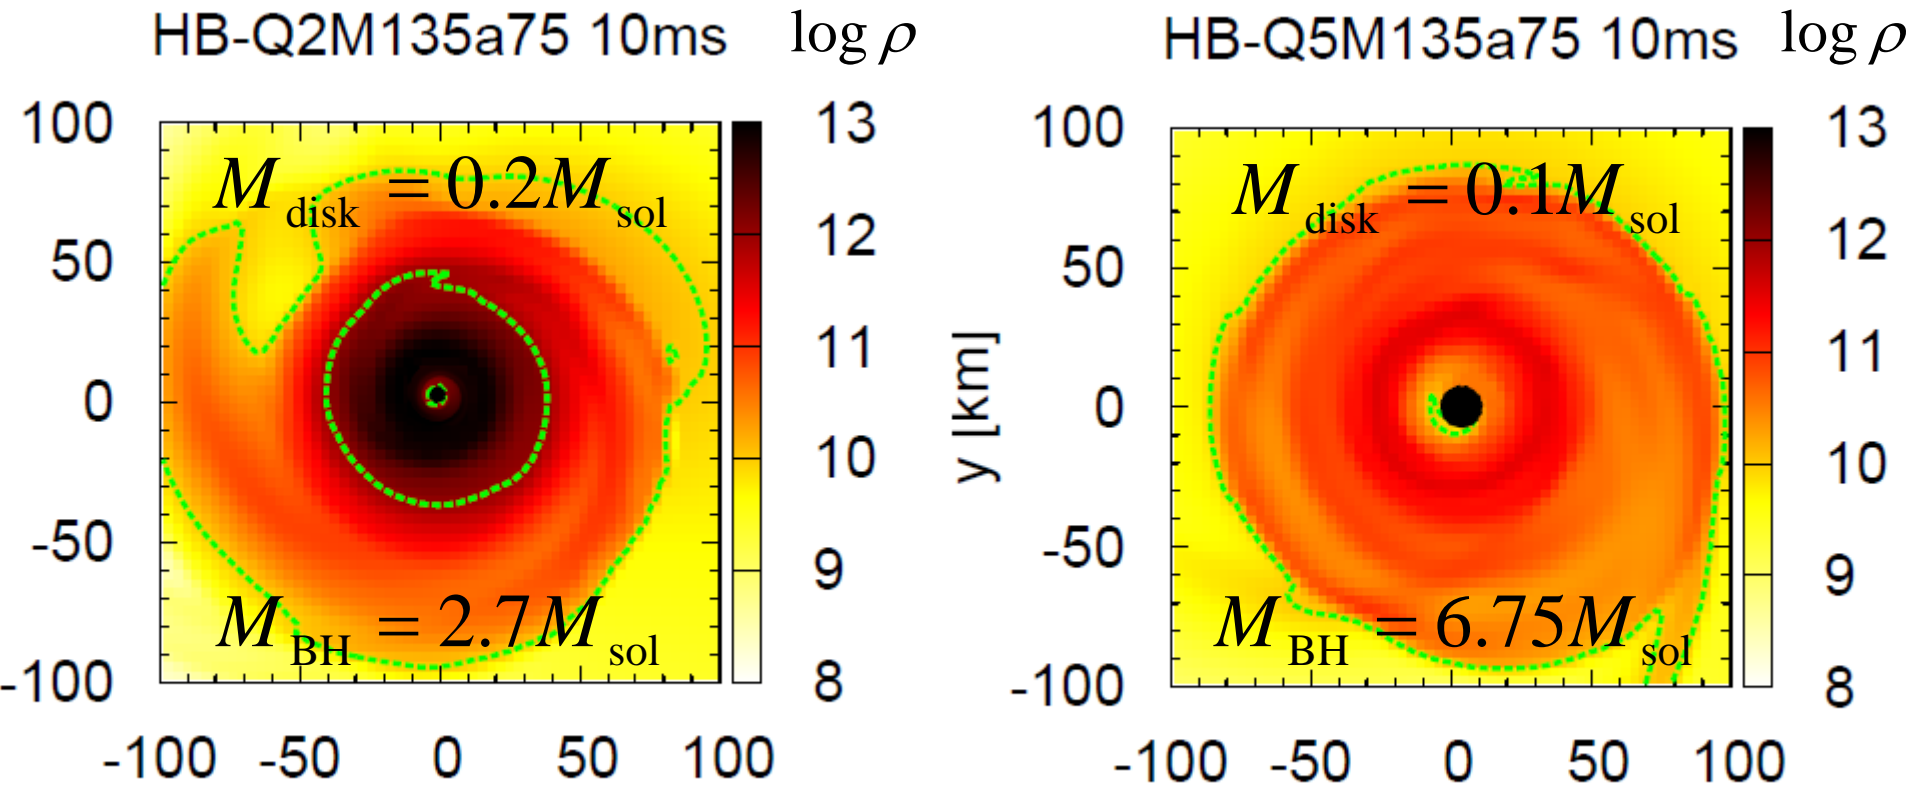 HB-Q2M135a75 10ms
log ρ
100
50
0
-50
-100
-100 -50 0 50 100
M disk = 0.2M sol
M BH = 2.7M sol
13
12
11
10
9
8
HB-Q5M135a75 10ms
log ρ
y [km]
100
50
0
-50
-100
-100 -50 0 50 100
M disk = 0.1M sol
M BH = 6.75M sol
13
12
11
10
9
8